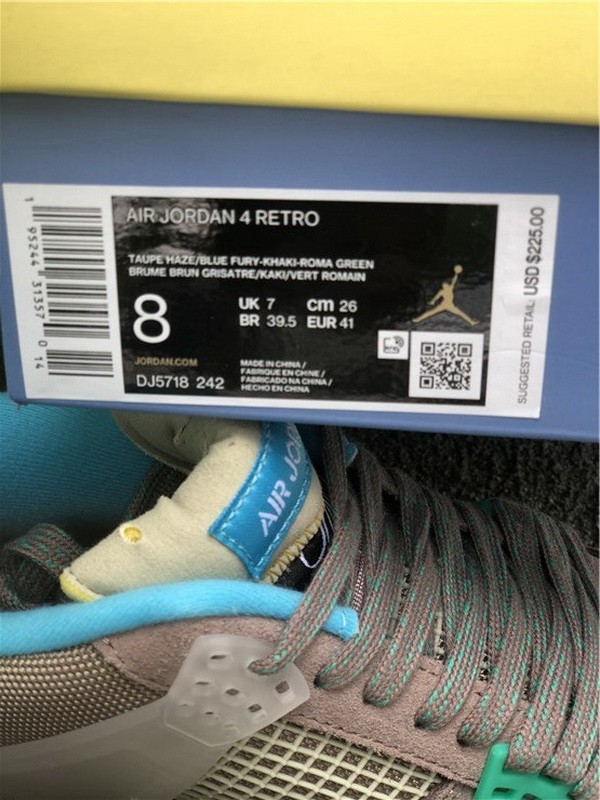 AIR JORDAN 4 RETRO
TAUPE HAZE/BLUE FURY-KHAKI-ROMA GREEN
BRUME BRUN GRISATRE/KAKI/VERT ROMAIN
8
UK 7 cm 26
BR 39.5 EUR 41
JORDAN.COM
DJ5718 242
MADE IN CHINA /
FABRIQUE EN CHINE /
FABRICADO NA CHINA /
HECHO EN CHINA
1 95244 31357 0 14
SUGGESTED RETAIL: USD $225.00
AIR JO